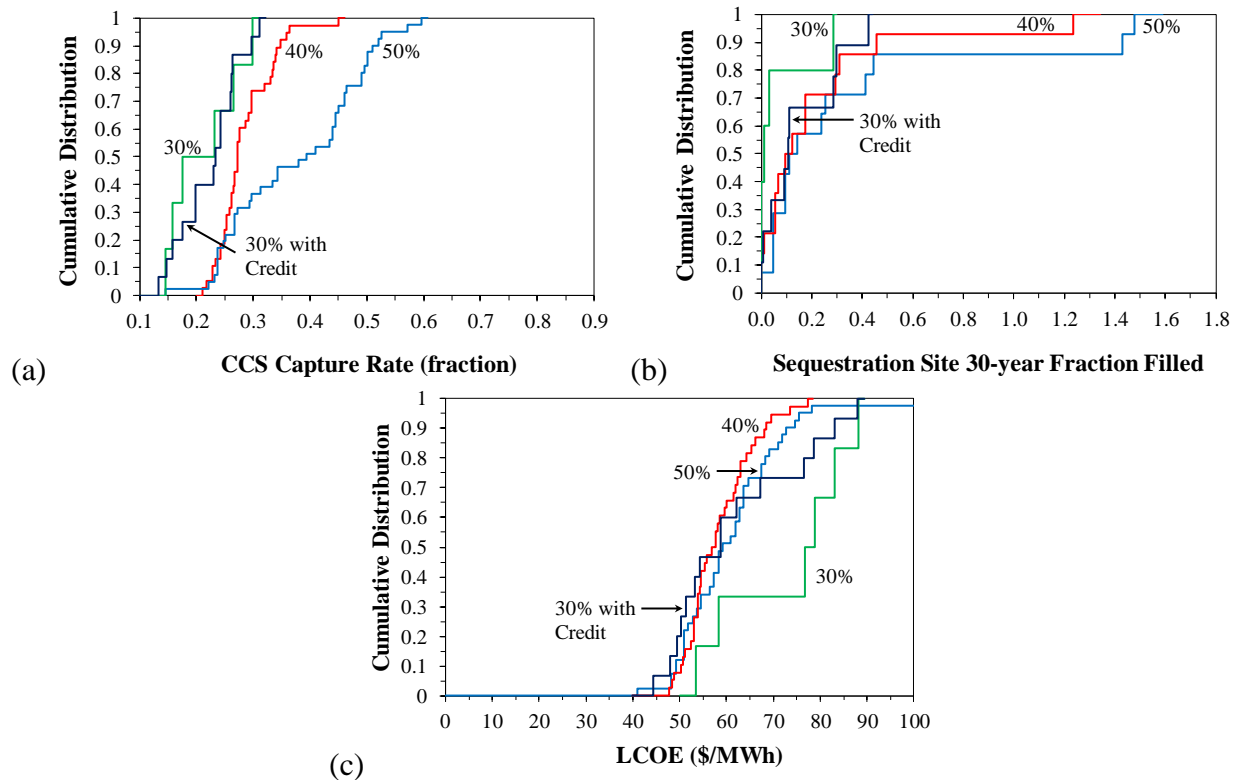 1
0.9
0.8
0.7
0.6
0.5
0.4
0.3
0.2
0.1
0
Cumulative Distribution
30%
40%
50%
30% with
Credit
0.1 0.2 0.3 0.4 0.5 0.6 0.7 0.8 0.9
CCS Capture Rate (fraction)
(a)
1
0.9
0.8
0.7
0.6
0.5
0.4
0.3
0.2
0.1
0
Cumulative Distribution
30%
40%
50%
30% with
Credit
0.0 0.2 0.4 0.6 0.8 1.0 1.2 1.4 1.6 1.8
Sequestration Site 30-year Fraction Filled
(b)
1
0.9
0.8
0.7
0.6
0.5
0.4
0.3
0.2
0.1
0
Cumulative Distribution
40%
50%
30%
30% with
Credit
0 10 20 30 40 50 60 70 80 90 100
LCOE ($/MWh)
(c)